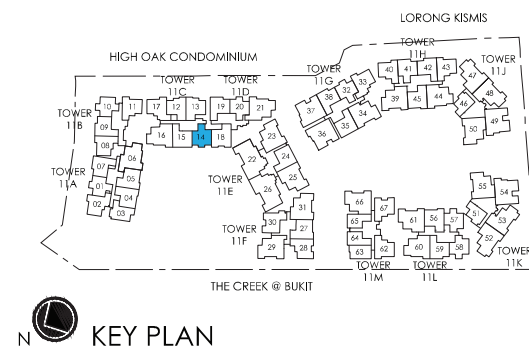 LORONG KISMIS
HIGH OAK CONDOMINIUM
TOWER
11H
TOWER
11G
TOWER
11J
TOWER
11C
TOWER
11D
40 41 42 43
47
48
46
49
50
39 45 44
37 38 32 33
36 35 34
TOWER
11B
10 11
17 12 13
19 20 21
09
08
16 15 14 18
23
22 24
25
26
TOWER
11E
TOWER
11A
07 06
01 05
02 04
03
31
30 27
29 28
TOWER
11F
66 67
65
64
63 62
TOWER
11M
61 56 57
60 59 58
TOWER
11L
55 54
51 53
52
TOWER
11K
THE CREEK @ BUKIT
N
KEY PLAN